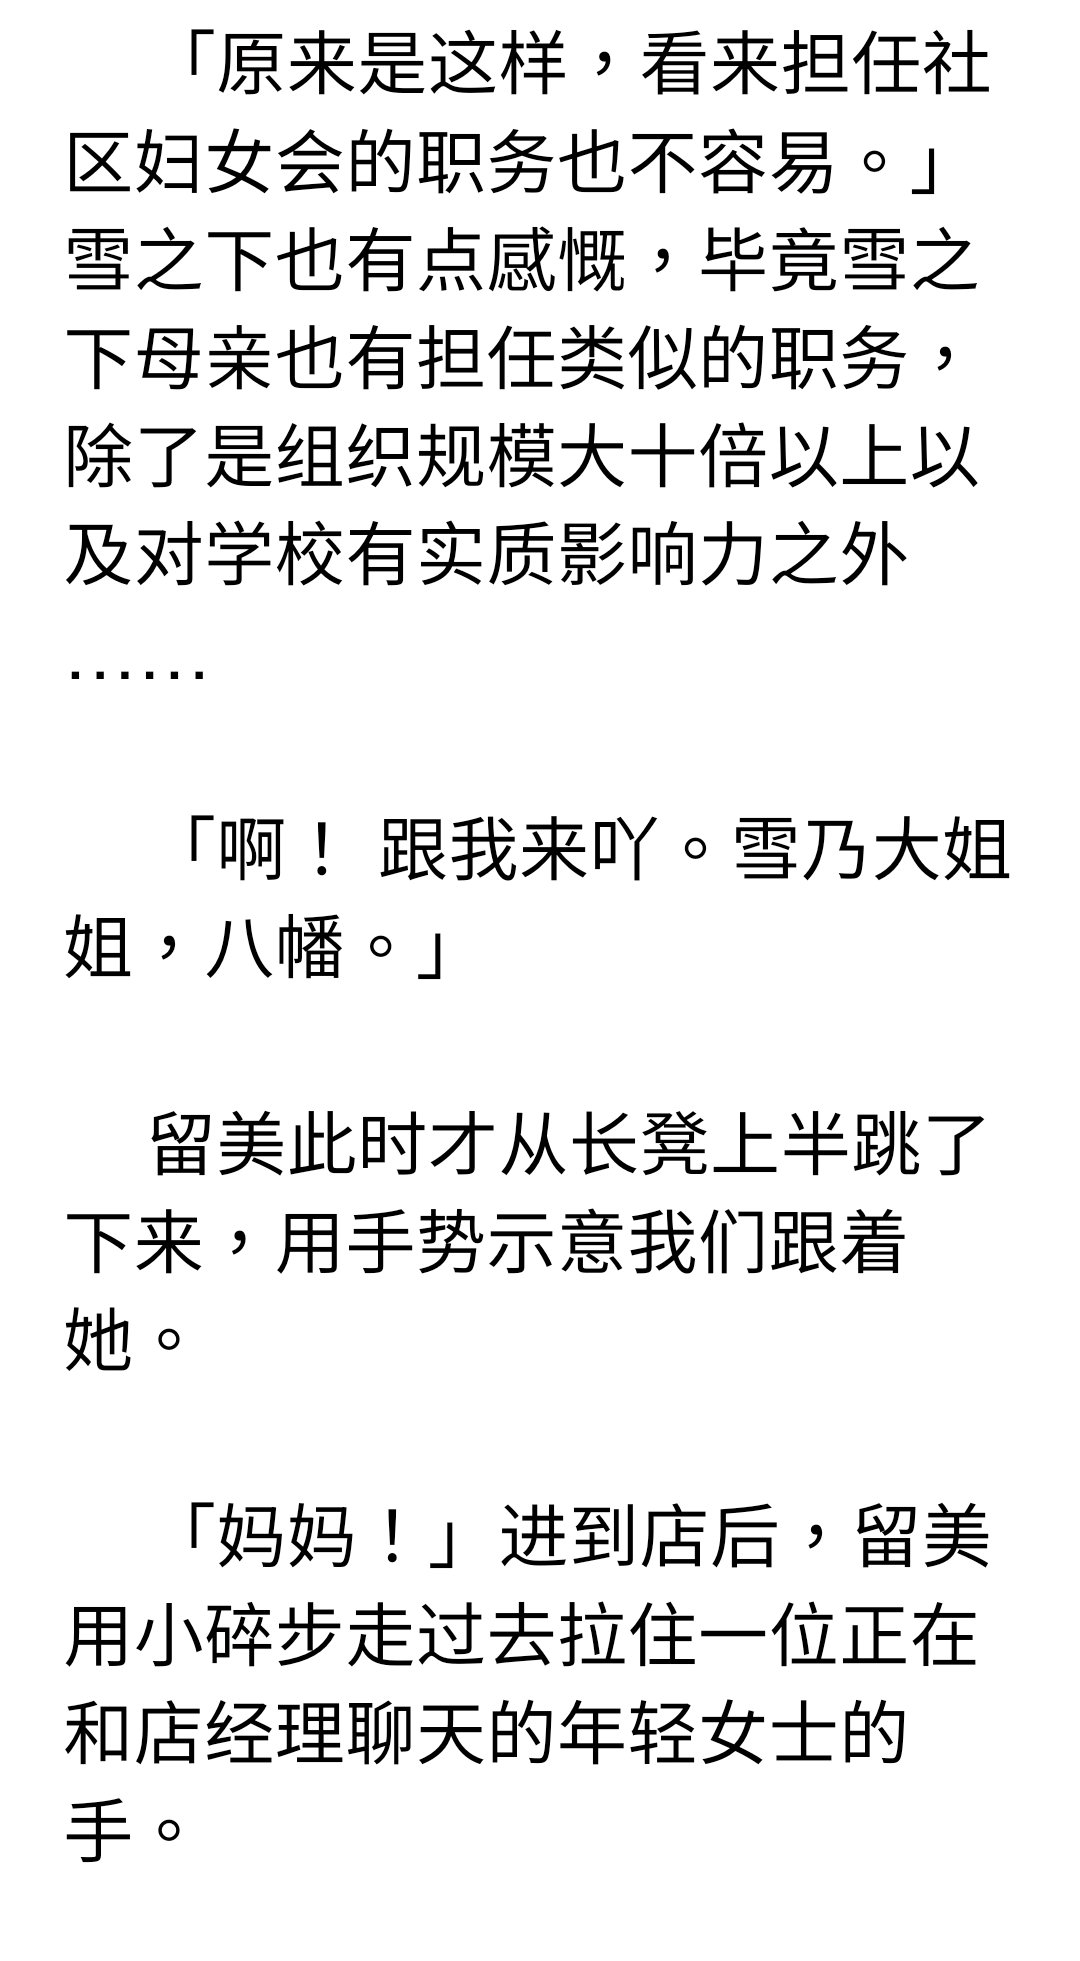 「原来是这样，看来担任社
区妇女会的职务也不容易。」
雪之下也有点感慨，毕竟雪之
下母亲也有担任类似的职务，
除了是组织规模大十倍以上以
及对学校有实质影响力之外
……
「啊！ 跟我来吖。雪乃大姐
姐，八幡。」
留美此时才从长凳上半跳了
下来，用手势示意我们跟着
她。
「妈妈！」进到店后，留美
用小碎步走过去拉住一位正在
和店经理聊天的年轻女士的
手。